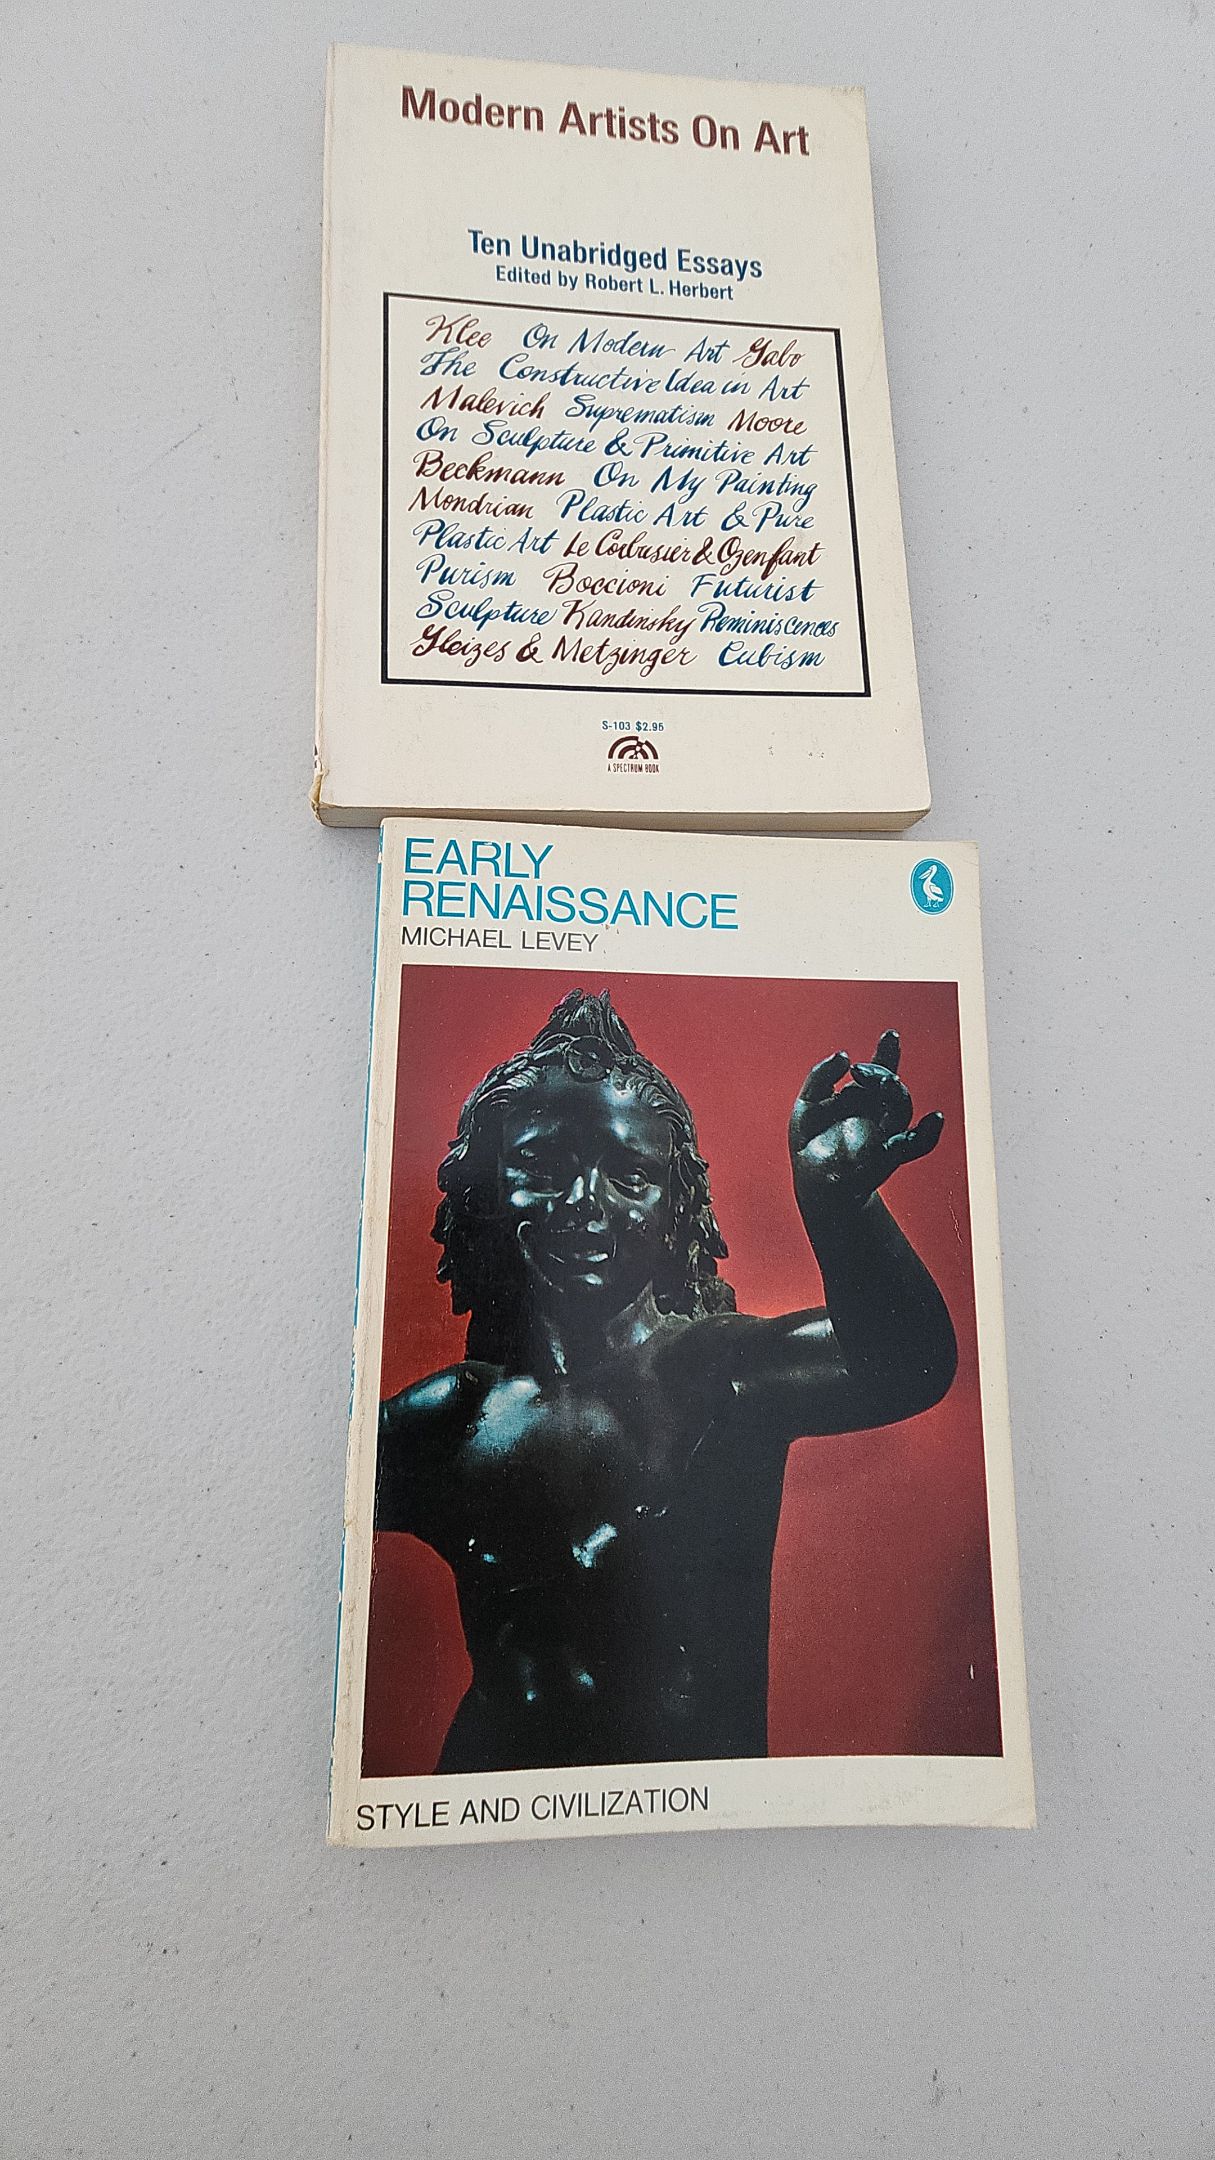 Modern Artists On Art
Ten Unabridged Essays
Edited by Robert L. Herbert
Klee On Modern Art Gabo
The Constructive Idea in Art
Malevich Suprematism Moore
On Sculpture & Primitive Art
Beckmann On My Painting
Mondrian Plastic Art & Pure
Plastic Art Le Corbusier & Ozenfant
Purism Boccioni Futurist
Sculpture Kandinsky Reminiscences
Gleizes & Metzinger Cubism
S-103 $2.95
A SPECTRUM BOOK
EARLY
RENAISSANCE
MICHAEL LEVEY
STYLE AND CIVILIZATION